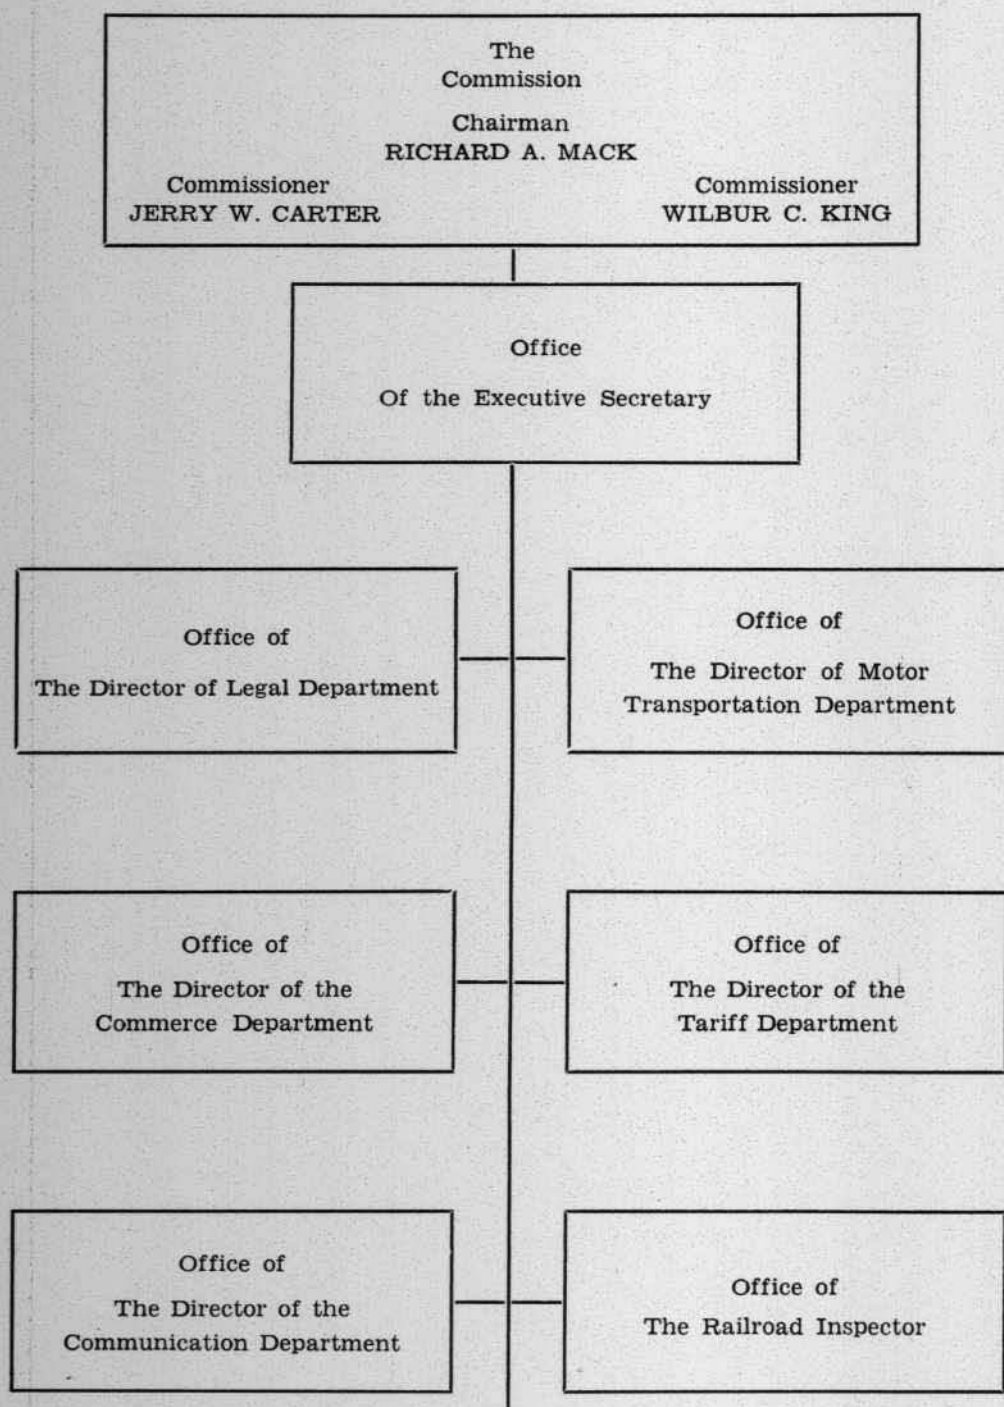 The
Commission
Chairman
RICHARD A. MACK
Commissioner
JERRY W. CARTER
Commissioner
WILBUR C. KING
Office
Of the Executive Secretary
Office of
The Director of Legal Department
Office of
The Director of Motor
Transportation Department
Office of
The Director of the
Commerce Department
Office of
The Director of the
Tariff Department
Office of
The Director of the
Communication Department
Office of
The Railroad Inspector